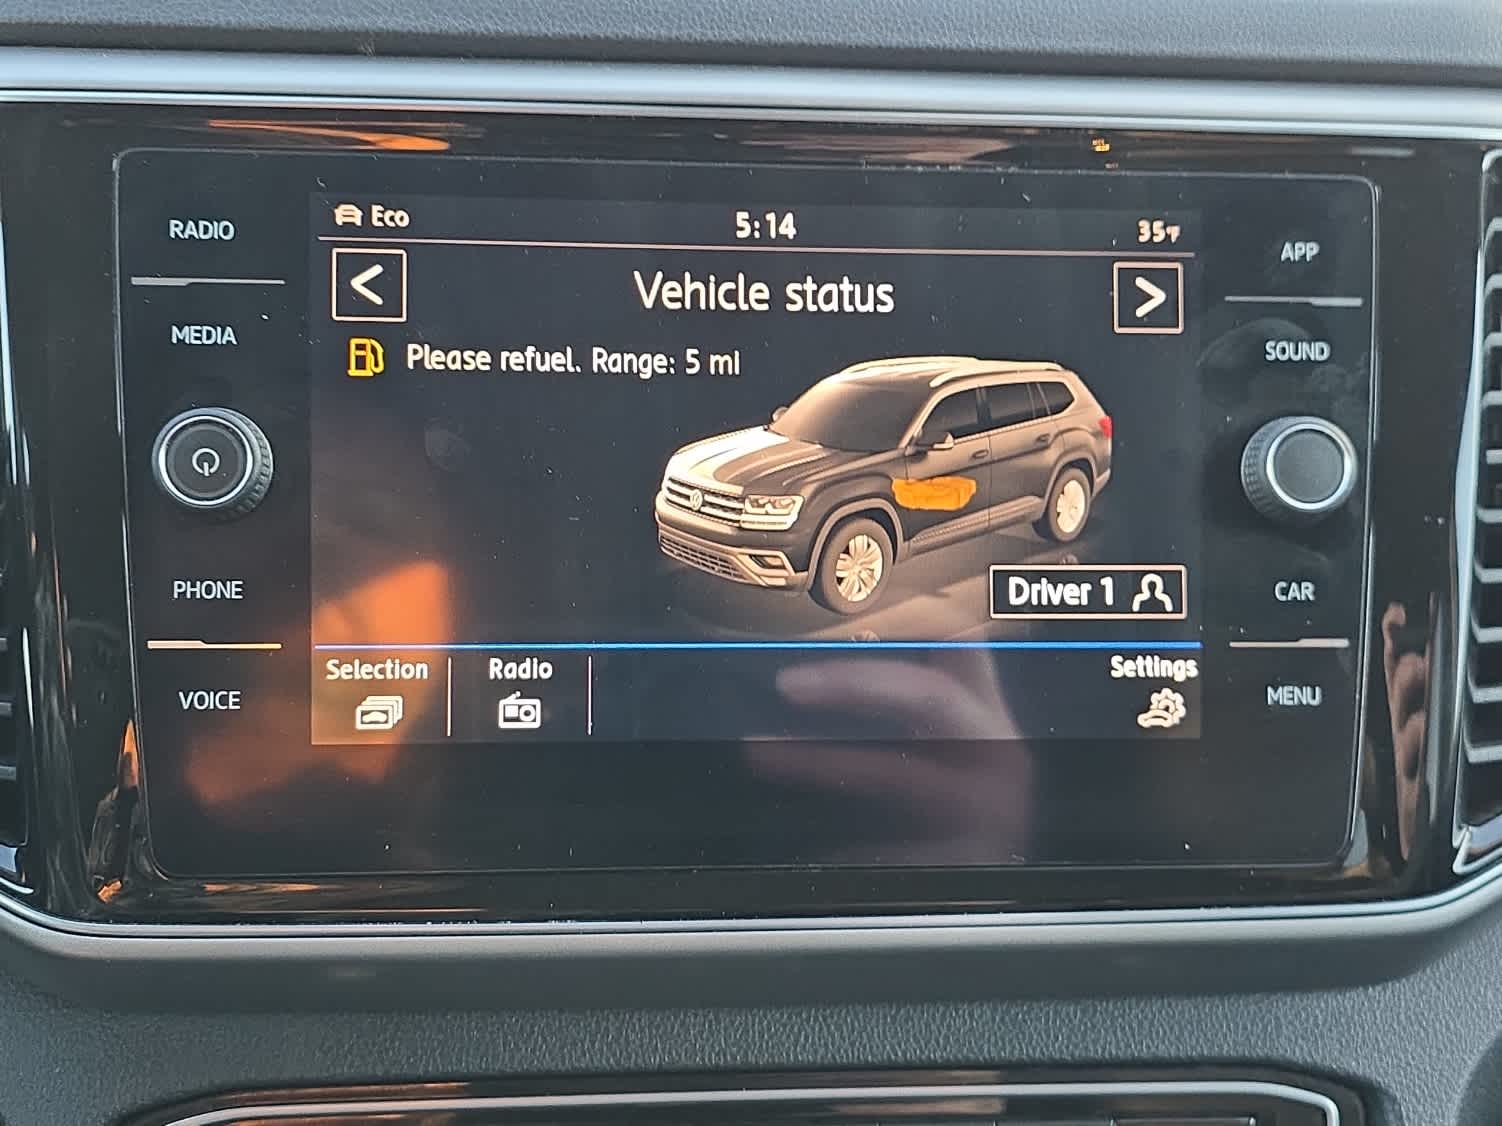 RADIO
MEDIA
PHONE
VOICE
Eco
5:14
35°F
<
Vehicle status
>
Please refuel. Range: 5 mi
Driver 1
Selection
Radio
Settings
APP
SOUND
CAR
MENU